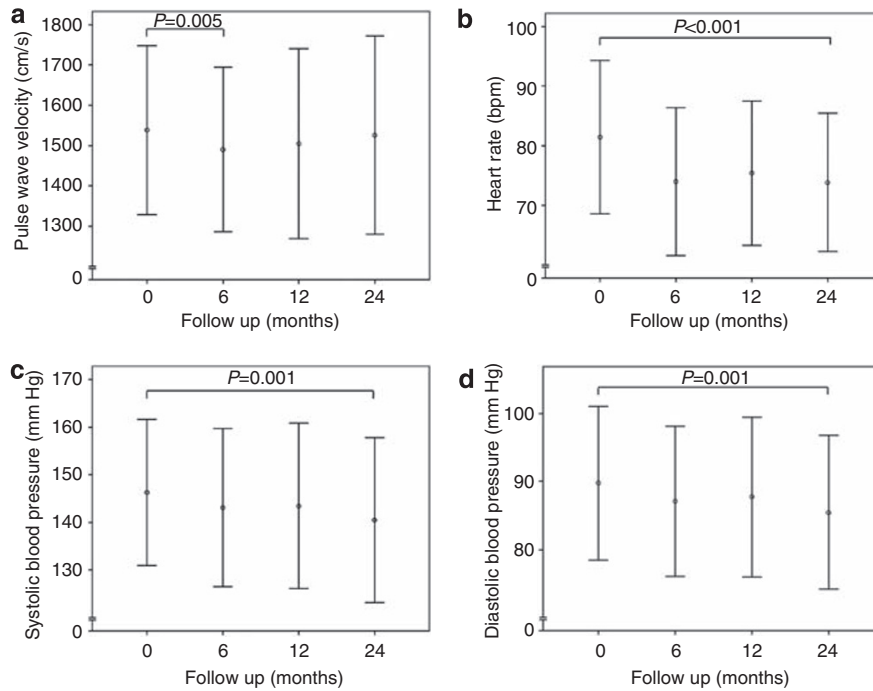 a
P=0.005
1800
1700
1600
1500
1400
1300
0
Pulse wave velocity (cm/s)
0 6 12 24
Follow up (months)
b
P<0.001
100
90
80
70
0
Heart rate (bpm)
0 6 12 24
Follow up (months)
c
P=0.001
170
160
150
140
130
0
Systolic blood pressure (mm Hg)
0 6 12 24
Follow up (months)
d
P=0.001
100
90
80
0
Diastolic blood pressure (mm Hg)
0 6 12 24
Follow up (months)